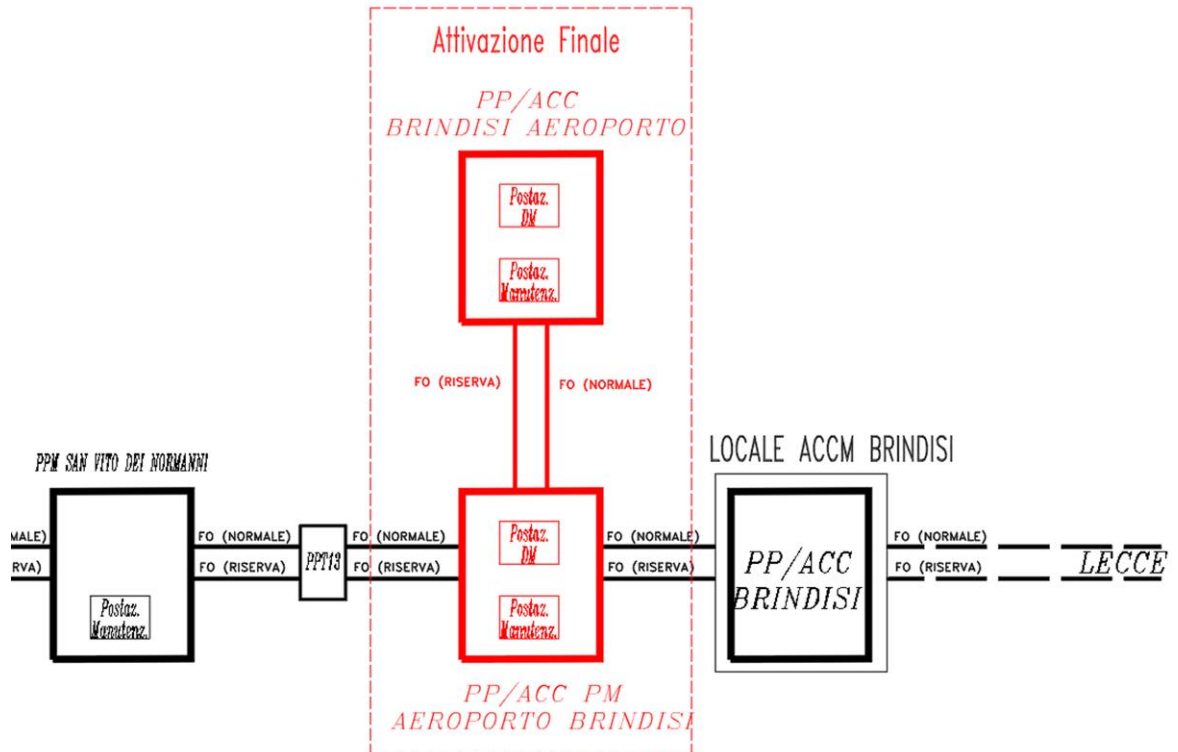 Attivazione Finale
PP/ACC
BRINDISI AEROPORTO
Postaz.
DM
Postaz.
Manutenz.
FO (RISERVA)
FO (NORMALE)
PPM SAN VITO DEI NORMANNI
LOCALE ACCM BRINDISI
MALE)
RVA)
Postaz.
Manutenz.
FO (NORMALE)
FO (RISERVA)
PPT13
FO (NORMALE)
FO (RISERVA)
Postaz.
DM
Postaz.
Manutenz.
FO (NORMALE)
FO (RISERVA)
PP/ACC
BRINDISI
FO (NORMALE)
FO (RISERVA)
LECCE
PP/ACC PM
AEROPORTO BRINDISI